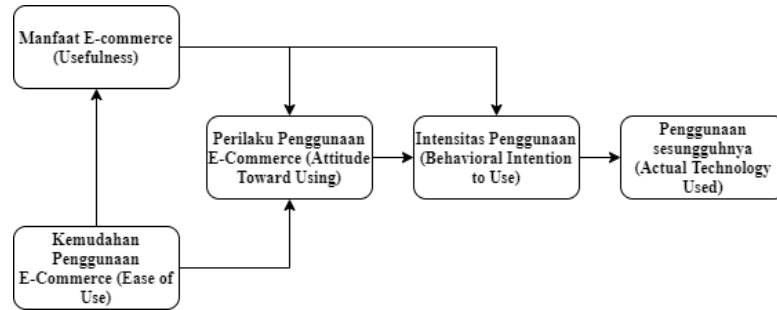 Manfaat E-commerce
(Usefulness)
Perilaku Penggunaan
E-Commerce (Attitude
Toward Using)
Intensitas Penggunaan
(Behavioral Intention
to Use)
Penggunaan
sesungguhnya
(Actual Technology
Used)
Kemudahan
Penggunaan
E-Commerce (Ease of
Use)